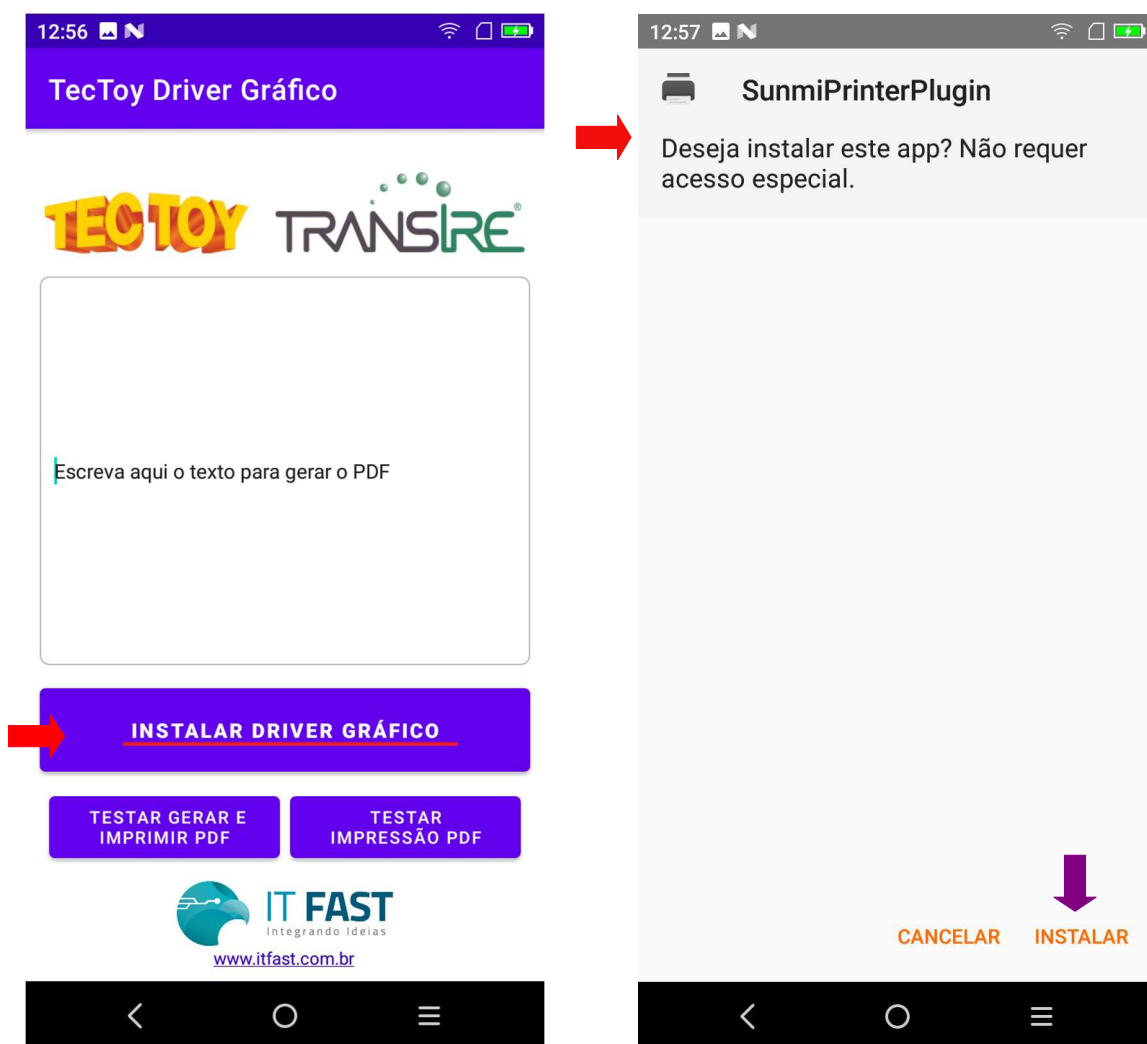 12:56
TecToy Driver Gráfico
TECTOY TRANSIRE®
Escreva aqui o texto para gerar o PDF
INSTALAR DRIVER GRÁFICO
TESTAR GERAR E
IMPRIMIR PDF
TESTAR
IMPRESSÃO PDF
IT FAST
Integrando Ideias
www.itfast.com.br
12:57
SunmiPrinterPlugin
Deseja instalar este app? Não requer
acesso especial.
CANCELAR INSTALAR